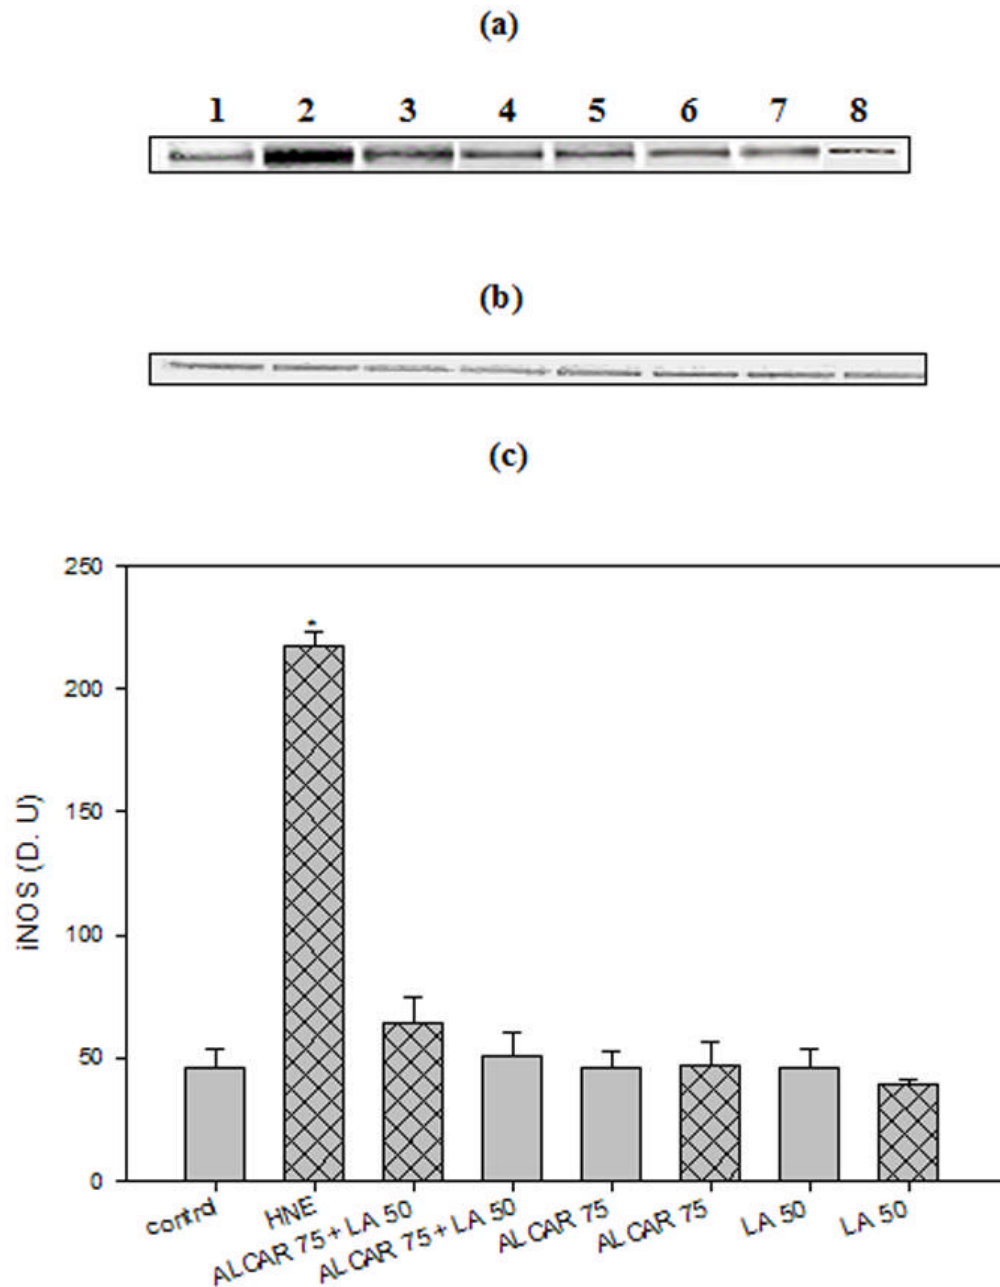 (a)
1 2 3 4 5 6 7 8
(b)
(c)
250
200
150
100
50
0
iNOS (D. U)
*
control
HNE
ALCAR 75 + LA 50
ALCAR 75 + LA 50
ALCAR 75
ALCAR 75
LA 50
LA 50